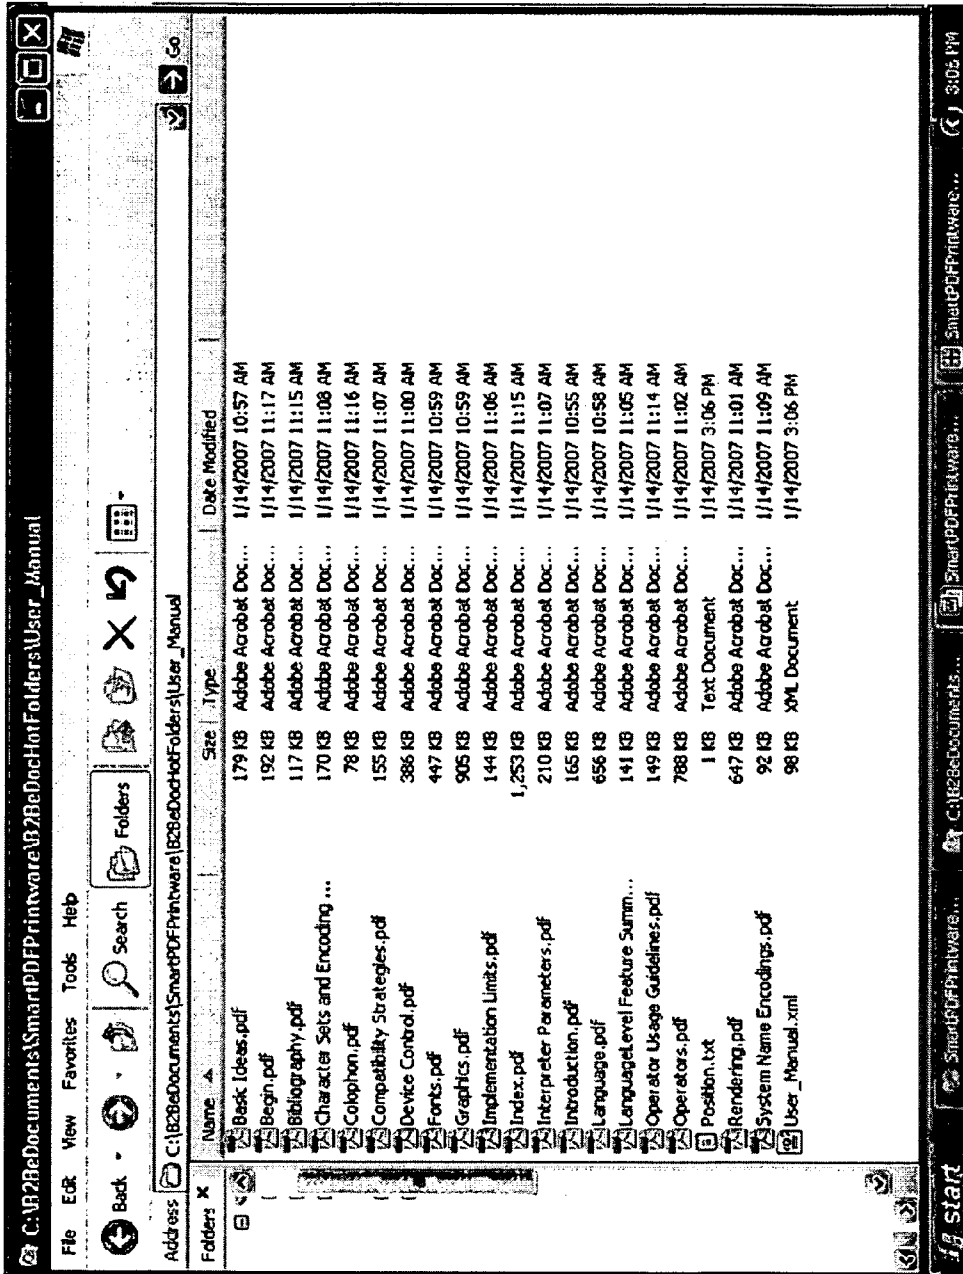 C:\B2BeDocuments\SmartPDFPrintware\B2BeDocHotFolders\User_Manual
File Edit View Favorites Tools Help
Back Search Folders
Address C:\B2BeDocuments\SmartPDFPrintware\B2BeDocHotFolders\User_Manual Go
Folders x Name Size Type Date Modified
Basic Ideas.pdf 179 KB Adobe Acrobat Doc... 1/14/2007 10:57 AM
Begin.pdf 192 KB Adobe Acrobat Doc... 1/14/2007 11:17 AM
Bibliography.pdf 117 KB Adobe Acrobat Doc... 1/14/2007 11:15 AM
Character Sets and Encoding ... 170 KB Adobe Acrobat Doc... 1/14/2007 11:08 AM
Colophon.pdf 78 KB Adobe Acrobat Doc... 1/14/2007 11:16 AM
Compatibility Strategies.pdf 155 KB Adobe Acrobat Doc... 1/14/2007 11:07 AM
Device Control.pdf 386 KB Adobe Acrobat Doc... 1/14/2007 11:00 AM
Fonts.pdf 447 KB Adobe Acrobat Doc... 1/14/2007 10:59 AM
Graphics.pdf 905 KB Adobe Acrobat Doc... 1/14/2007 10:59 AM
Implementation Limits.pdf 144 KB Adobe Acrobat Doc... 1/14/2007 11:06 AM
Index.pdf 1,253 KB Adobe Acrobat Doc... 1/14/2007 11:15 AM
Interpreter Parameters.pdf 210 KB Adobe Acrobat Doc... 1/14/2007 11:07 AM
Introduction.pdf 165 KB Adobe Acrobat Doc... 1/14/2007 10:55 AM
Language.pdf 656 KB Adobe Acrobat Doc... 1/14/2007 10:58 AM
LanguageLevel Feature Summ... 141 KB Adobe Acrobat Doc... 1/14/2007 11:05 AM
Operator Usage Guidelines.pdf 149 KB Adobe Acrobat Doc... 1/14/2007 11:14 AM
Operators.pdf 788 KB Adobe Acrobat Doc... 1/14/2007 11:02 AM
Position.txt 1 KB Text Document 1/14/2007 3:06 PM
Rendering.pdf 647 KB Adobe Acrobat Doc... 1/14/2007 11:01 AM
System Name Encodings.pdf 92 KB Adobe Acrobat Doc... 1/14/2007 11:09 AM
User_Manual.xml 98 KB XML Document 1/14/2007 3:06 PM
start SmartPDFPrintware... C:\B2BeDocuments... SmartPDFPrintware... SmartPDFPrintware... 3:06 PM